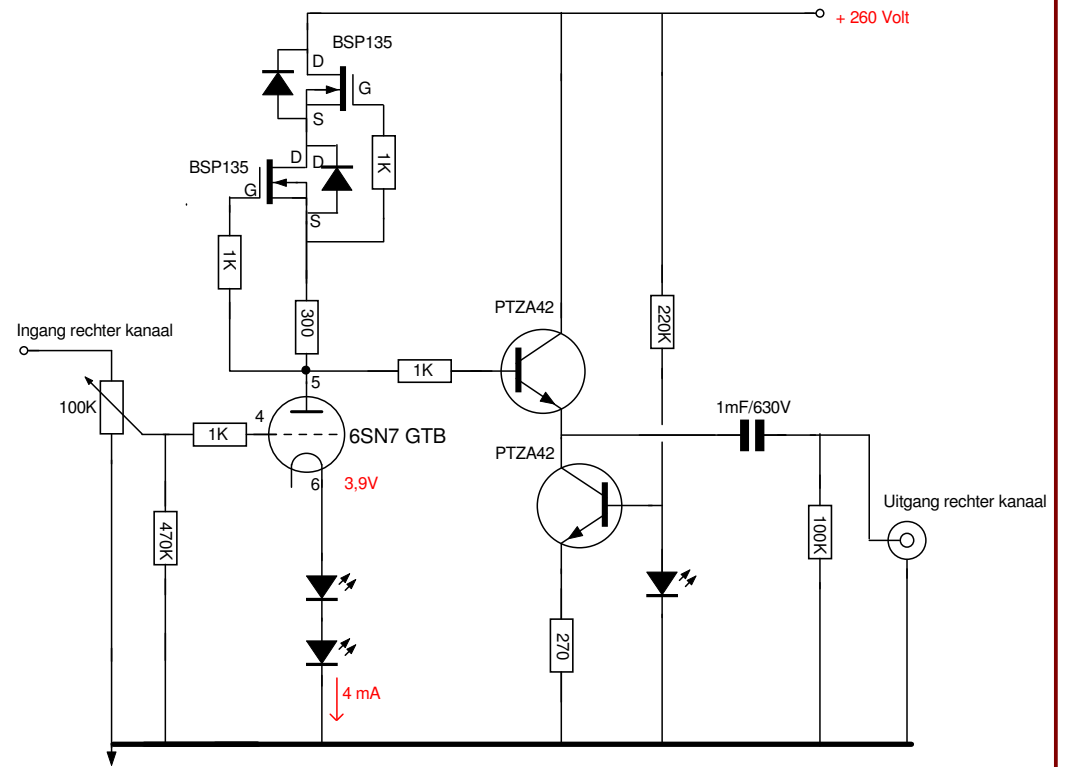 + 260 Volt
BSP135
D
G
S
BSP135
D
D
G
S
1K
1K
300
PTZA42
220K
Ingang rechter kanaal
100K
1K
4
5
6SN7 GTB
6
3,9V
1K
1mF/630V
PTZA42
470K
Uitgang rechter kanaal
100K
270
4 mA